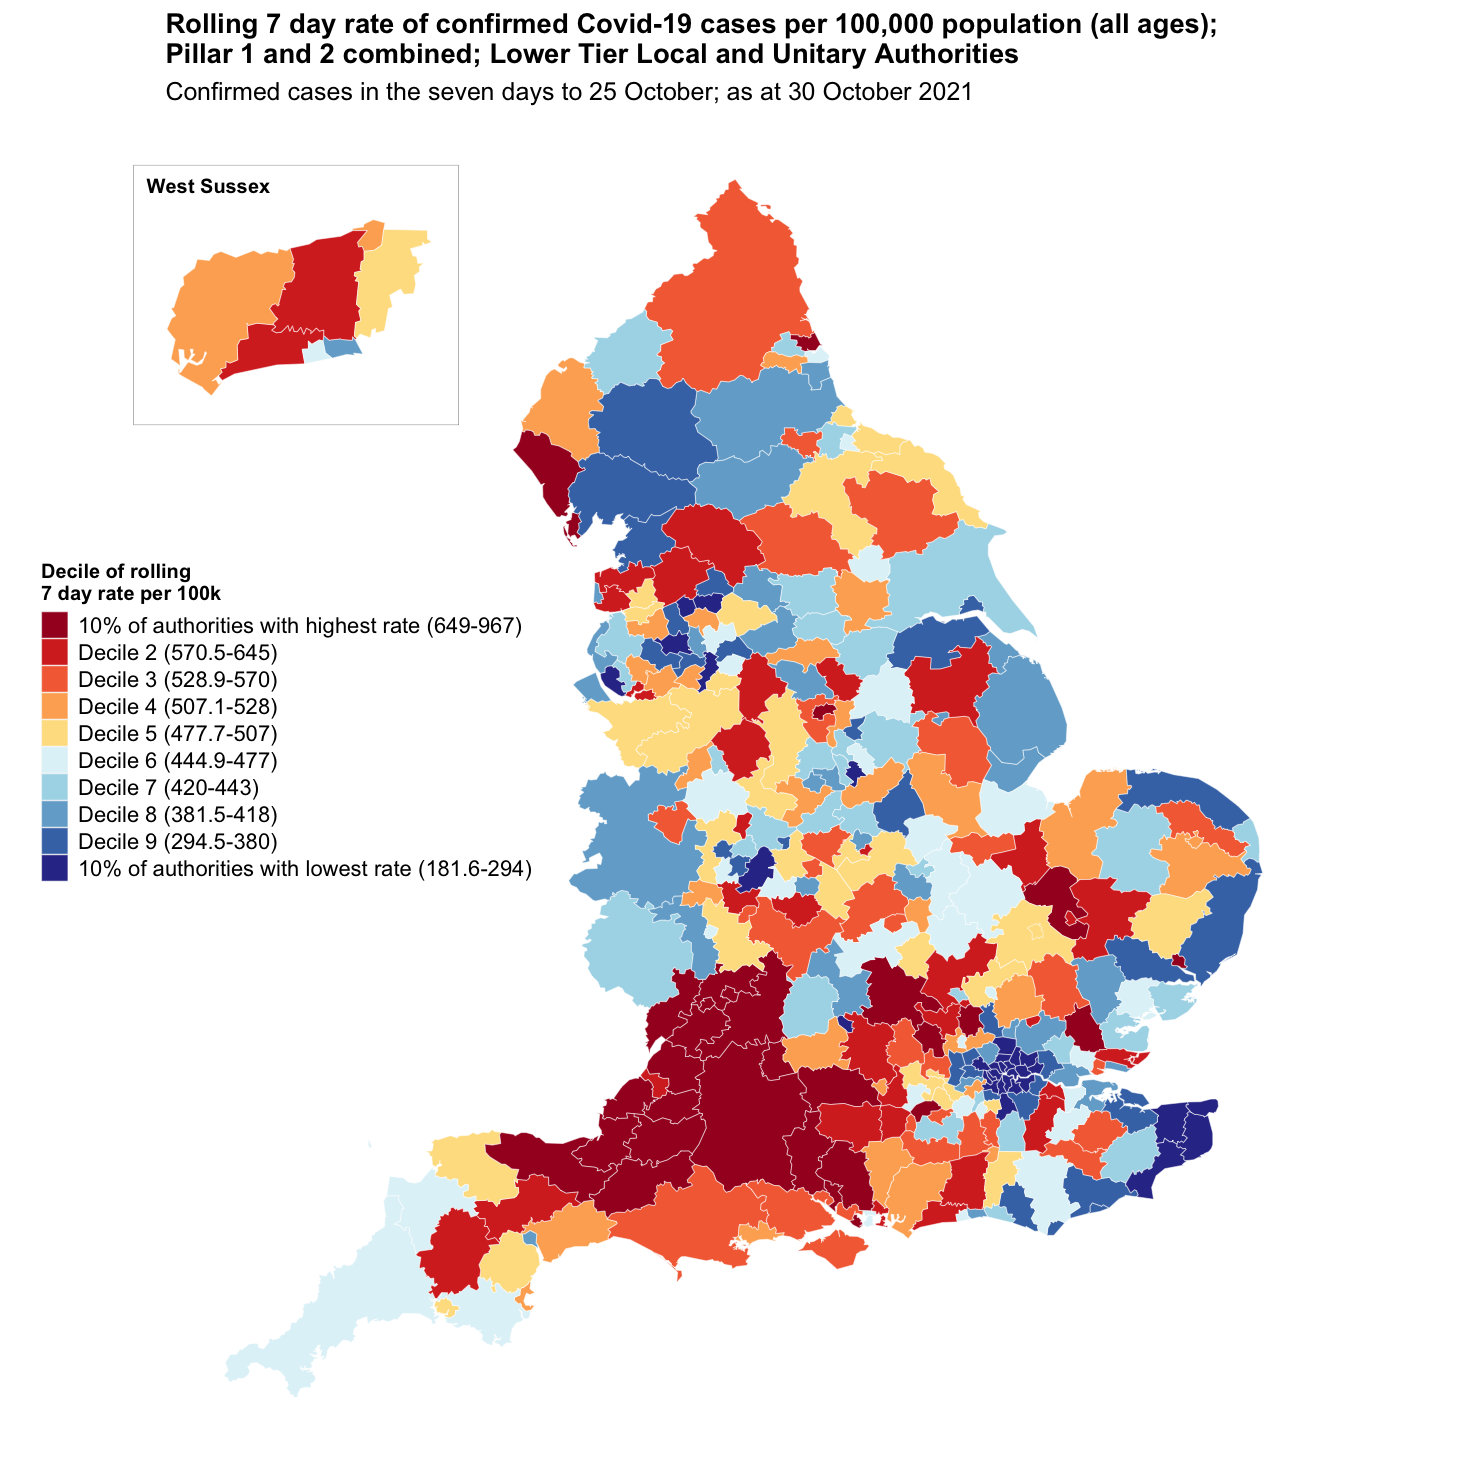 Rolling 7 day rate of confirmed Covid-19 cases per 100,000 population (all ages);
Pillar 1 and 2 combined; Lower Tier Local and Unitary Authorities
Confirmed cases in the seven days to 25 October; as at 30 October 2021
West Sussex
Decile of rolling
7 day rate per 100k
10% of authorities with highest rate (649-967)
Decile 2 (570.5-645)
Decile 3 (528.9-570)
Decile 4 (507.1-528)
Decile 5 (477.7-507)
Decile 6 (444.9-477)
Decile 7 (420-443)
Decile 8 (381.5-418)
Decile 9 (294.5-380)
10% of authorities with lowest rate (181.6-294)